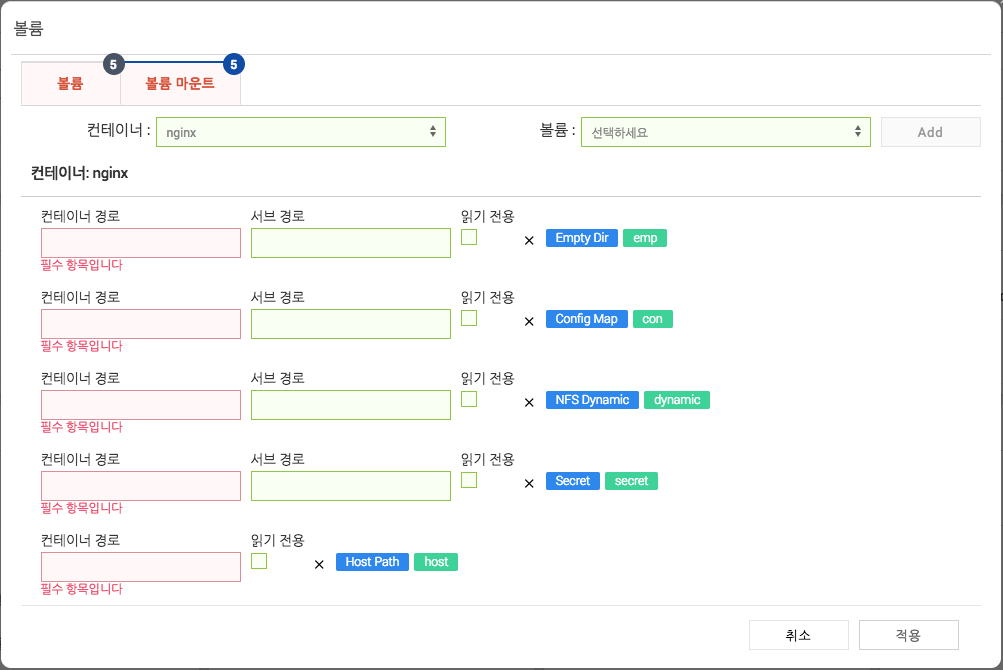 볼륨
볼륨 5 볼륨 마운트 5
컨테이너 : nginx 볼륨 : 선택하세요 Add
컨테이너: nginx
컨테이너 경로 서브 경로 읽기 전용
× Empty Dir emp
필수 항목입니다
컨테이너 경로 서브 경로 읽기 전용
× Config Map con
필수 항목입니다
컨테이너 경로 서브 경로 읽기 전용
× NFS Dynamic dynamic
필수 항목입니다
컨테이너 경로 서브 경로 읽기 전용
× Secret secret
필수 항목입니다
컨테이너 경로 읽기 전용
× Host Path host
필수 항목입니다
취소 적용